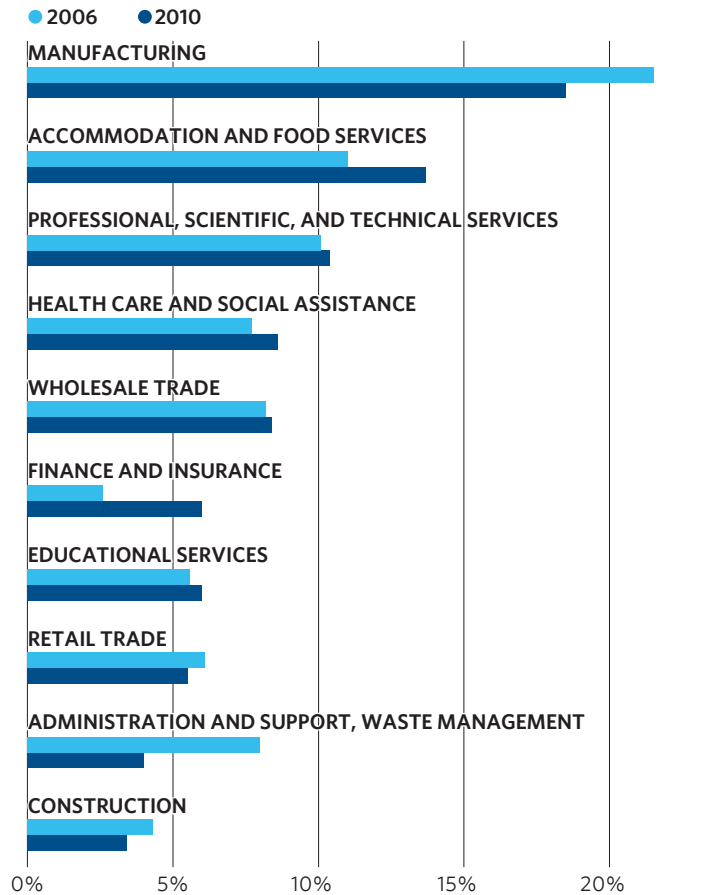 2006 2010
MANUFACTURING
ACCOMMODATION AND FOOD SERVICES
PROFESSIONAL, SCIENTIFIC, AND TECHNICAL SERVICES
HEALTH CARE AND SOCIAL ASSISTANCE
WHOLESALE TRADE
FINANCE AND INSURANCE
EDUCATIONAL SERVICES
RETAIL TRADE
ADMINISTRATION AND SUPPORT, WASTE MANAGEMENT
CONSTRUCTION
0% 5% 10% 15% 20%